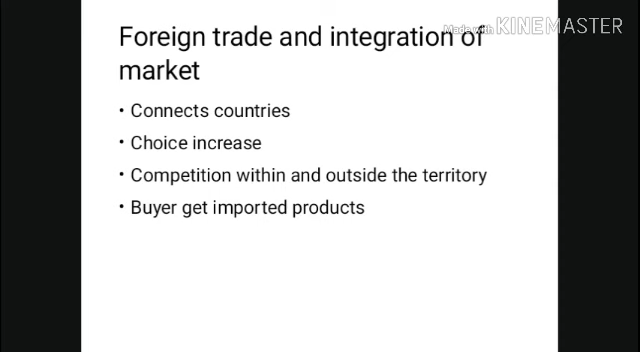 Made with KINEMASTER
Foreign trade and integration of
market
• Connects countries
• Choice increase
• Competition within and outside the territory
• Buyer get imported products